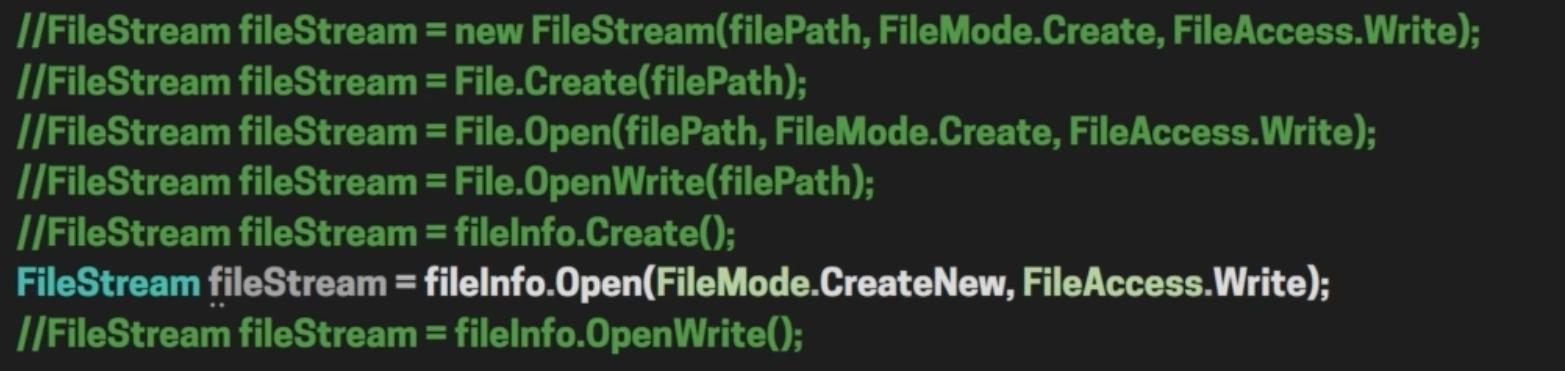 //FileStream fileStream = new FileStream(filePath, FileMode.Create, FileAccess.Write);
//FileStream fileStream = File.Create(filePath);
//FileStream fileStream = File.Open(filePath, FileMode.Create, FileAccess.Write);
//FileStream fileStream = File.OpenWrite(filePath);
//FileStream fileStream = fileInfo.Create();
FileStream fileStream = fileInfo.Open(FileMode.CreateNew, FileAccess.Write);
//FileStream fileStream = fileInfo.OpenWrite();